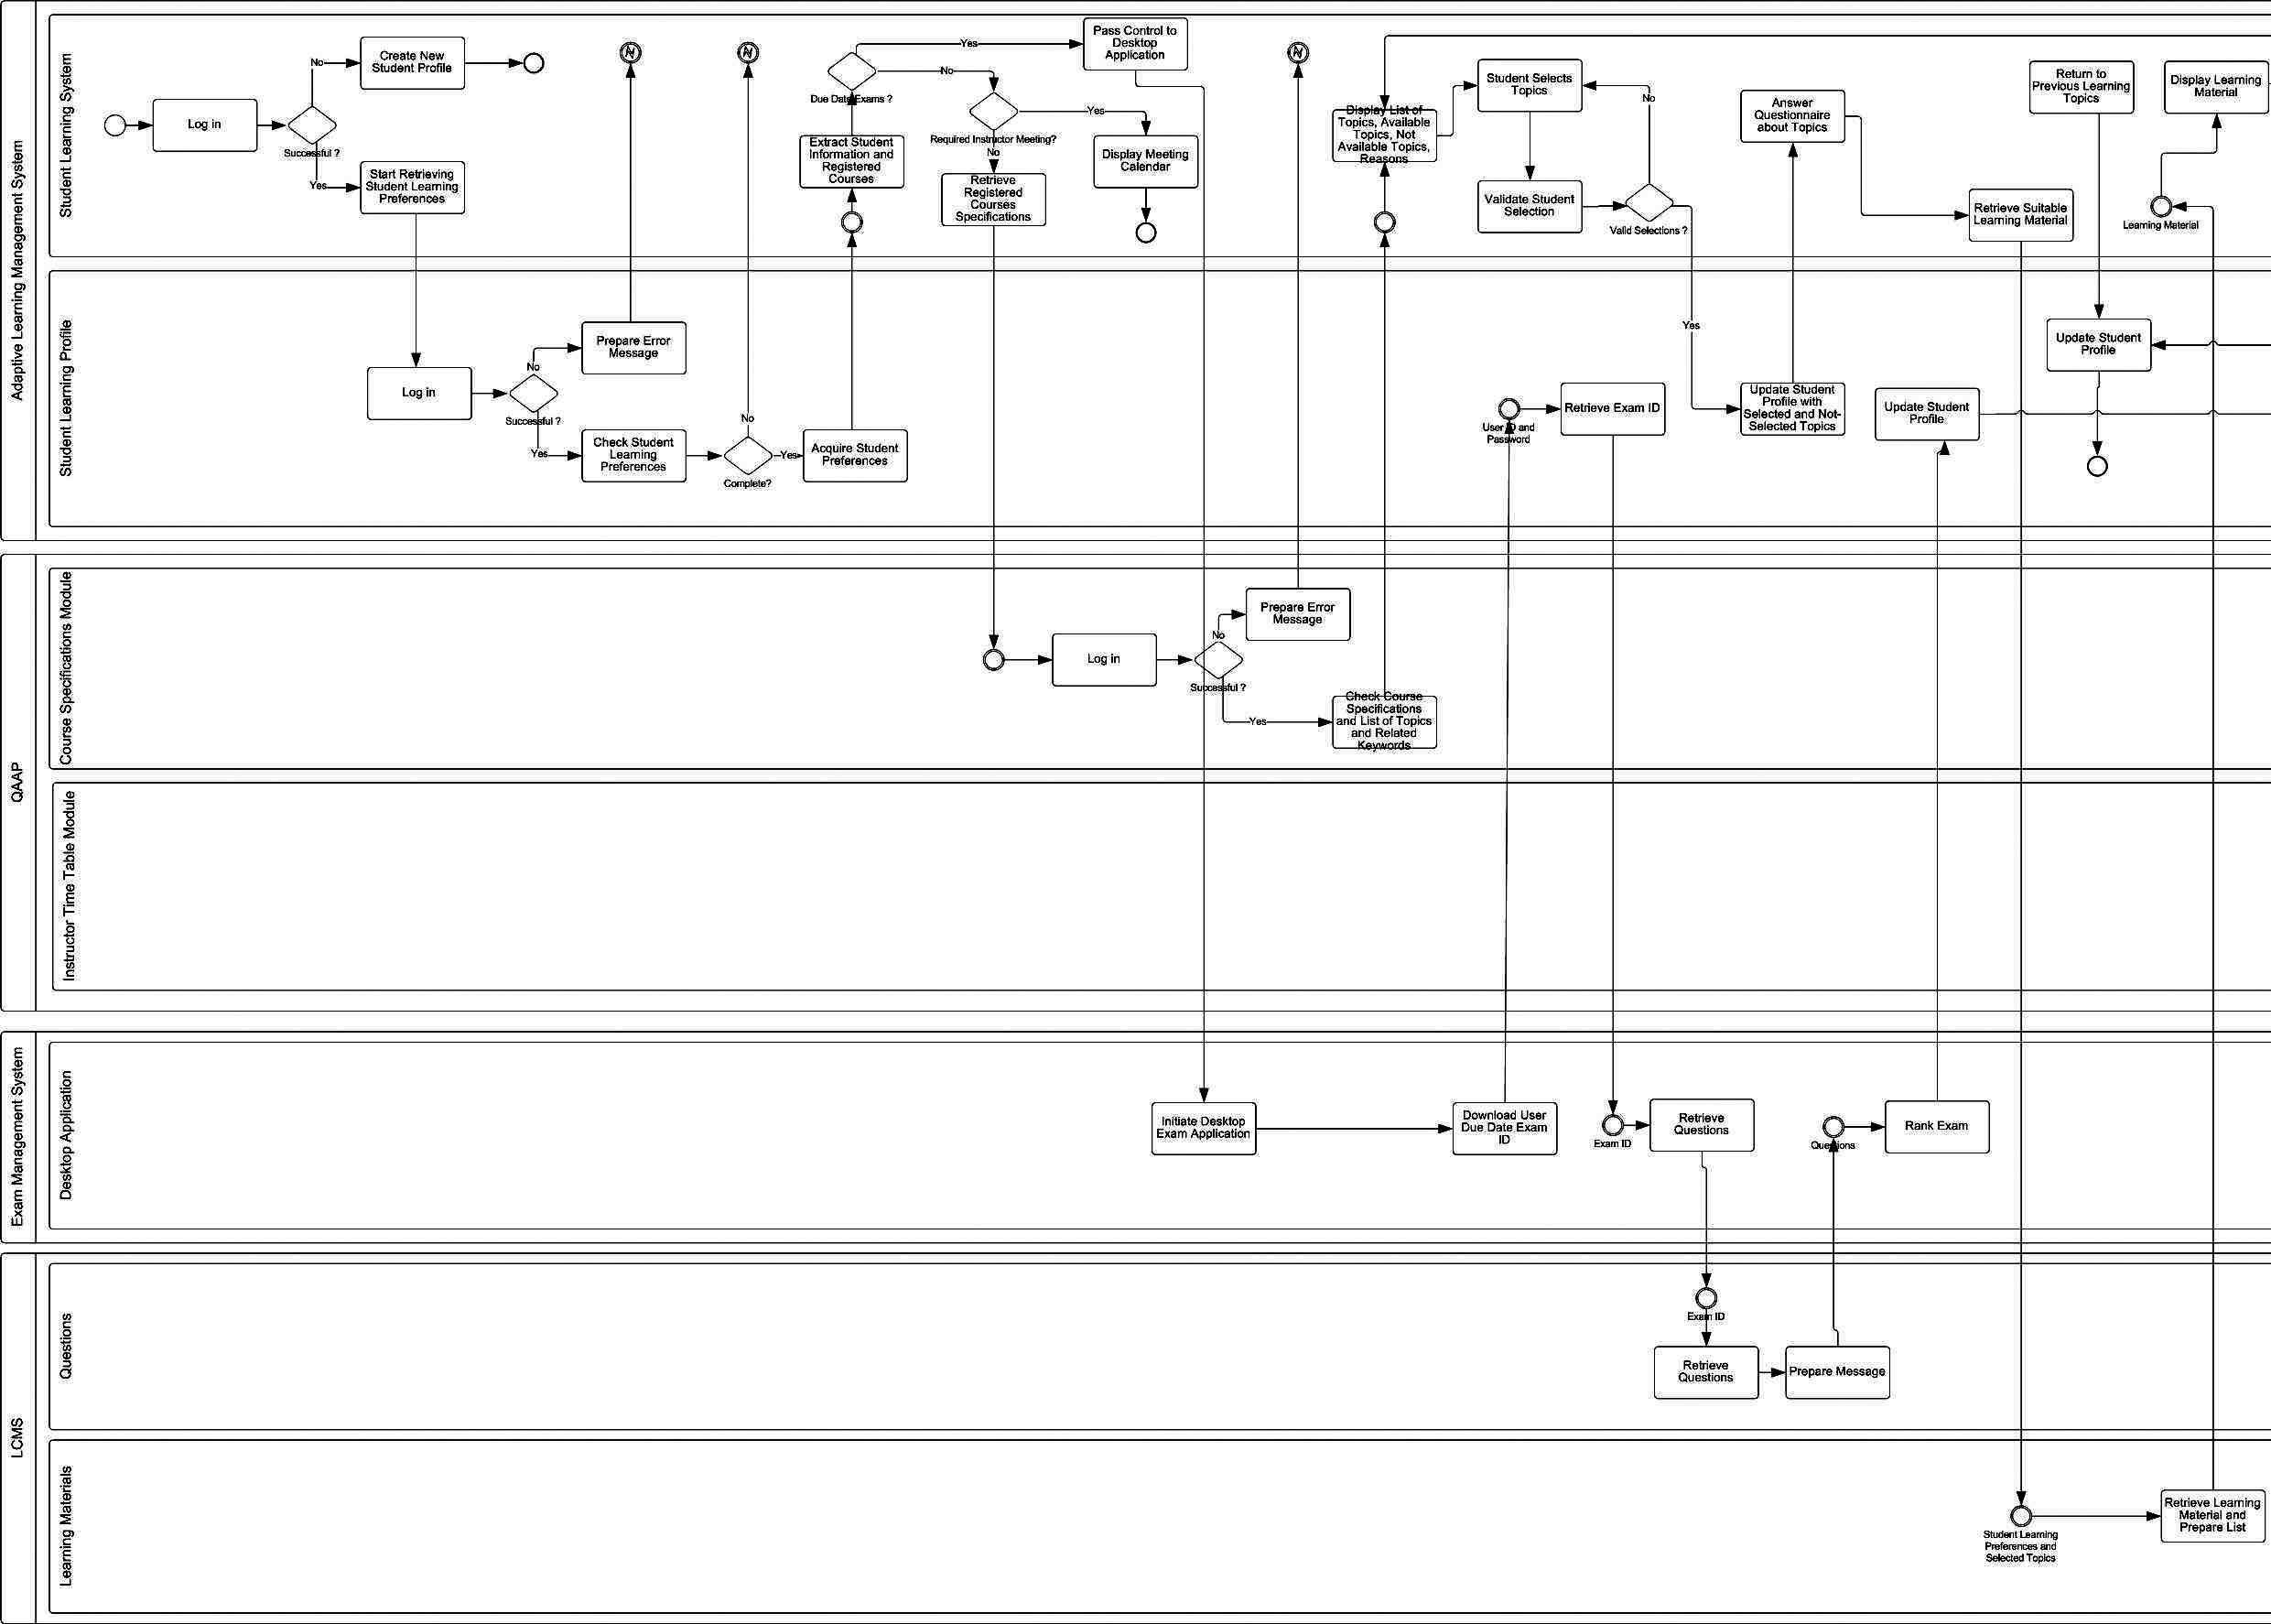 Adaptive Learning Management System
Student Learning System
Log in
Successful ?
No
Create New
Student Profile
Yes
Start Retrieving
Student Learning
Preferences
Due Date Exams ?
Yes
No
Extract Student
Information and
Registered
Courses
Pass Control to
Desktop
Application
Required Instructor Meeting?
Yes
No
Retrieve
Registered
Courses
Specifications
Display Meeting
Calendar
Display List of
Topics, Available
Topics, Not
Available Topics,
Reasons
Student Selects
Topics
Validate Student
Selection
No
Valid Selections ?
Yes
Answer
Questionnaire
about Topics
Retrieve Suitable
Learning Material
Return to
Previous Learning
Topics
Display Learning
Material
Learning Material
Student Learning Profile
Log in
No
Successful ?
Yes
Prepare Error
Message
Check Student
Learning
Preferences
No
Complete?
Yes
Acquire Student
Preferences
User ID and
Password
Retrieve Exam ID
Update Student
Profile with
Selected and Not-
Selected Topics
Update Student
Profile
Update Student
Profile
QAAP
Course Specifications Module
Log in
No
Successful ?
Yes
Prepare Error
Message
Check Course
Specifications
and List of Topics
and Related
Keywords
Instructor Time Table Module
Exam Management System
Desktop Application
Initiate Desktop
Exam Application
Download User
Due Date Exam
ID
Exam ID
Retrieve
Questions
Questions
Rank Exam
LCMS
Questions
Exam ID
Retrieve
Questions
Prepare Message
Learning Materials
Student Learning
Preferences and
Selected Topics
Retrieve Learning
Material and
Prepare List